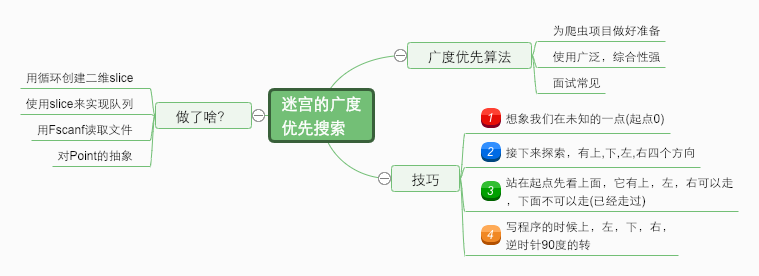 迷宫的广度
优先搜索
广度优先算法
为爬虫项目做好准备
使用广泛，综合性强
面试常见
技巧
1 想象我们在未知的一点(起点0)
2 接下来探索，有上,下,左,右四个方向
3 站在起点先看上面，它有上，左，右可以走
，下面不可以走(已经走过)
4 写程序的时候上，左，下，右，
逆时针90度的转
做了啥？
用循环创建二维slice
使用slice来实现队列
用Fscanf读取文件
对Point的抽象